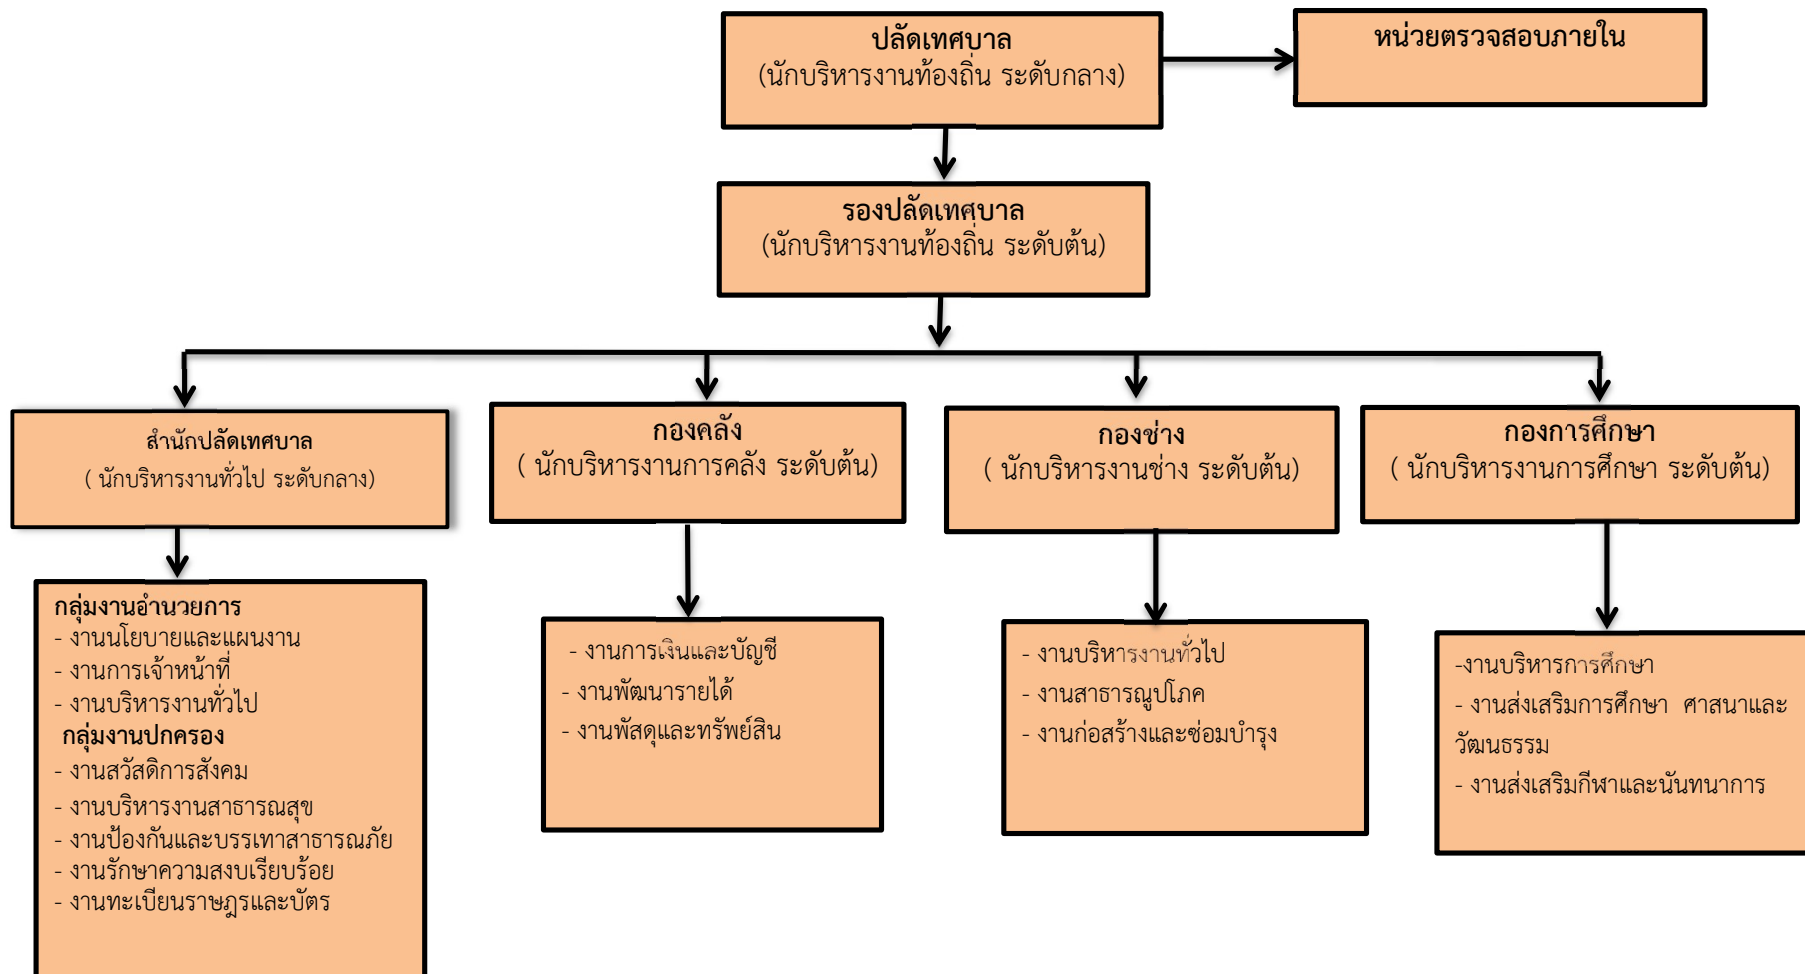 ปลัดเทศบาล
(นักบริหารงานท้องถิ่น ระดับกลาง)
หน่วยตรวจสอบภายใน
รองปลัดเทศบาล
(นักบริหารงานท้องถิ่น ระดับต้น)
สำนักปลัดเทศบาล
( นักบริหารงานทั่วไป ระดับกลาง)
กองคลัง
( นักบริหารงานการคลัง ระดับต้น)
กองช่าง
( นักบริหารงานช่าง ระดับต้น)
กองการศึกษา
( นักบริหารงานการศึกษา ระดับต้น)
กลุ่มงานอำนวยการ
- งานนโยบายและแผนงาน
- งานการเจ้าหน้าที่
- งานบริหารงานทั่วไป
กลุ่มงานปกครอง
- งานสวัสดิการสังคม
- งานบริหารงานสาธารณสุข
- งานป้องกันและบรรเทาสาธารณภัย
- งานรักษาความสงบเรียบร้อย
- งานทะเบียนราษฎรและบัตร
- งานการเงินและบัญชี
- งานพัฒนารายได้
- งานพัสดุและทรัพย์สิน
- งานบริหารงานทั่วไป
- งานสาธารณูปโภค
- งานก่อสร้างและซ่อมบำรุง
-งานบริหารการศึกษา
- งานส่งเสริมการศึกษา ศาสนาและ
วัฒนธรรม
- งานส่งเสริมกีฬาและนันทนาการ